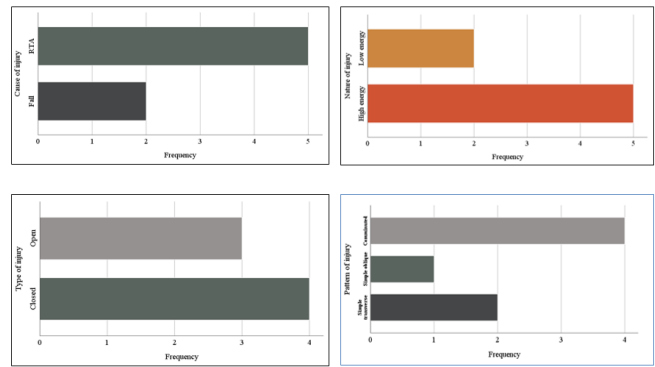 Cause of injury
RTA
Fall
0 1 2 3 4 5
Frequency
Nature of injury
Low energy
High energy
0 1 2 3 4 5
Frequency
Type of injury
Open
Closed
0 1 2 3 4
Frequency
Pattern of injury
Comminuted
Simple oblique
Simple
transverse
0 1 2 3 4
Frequency